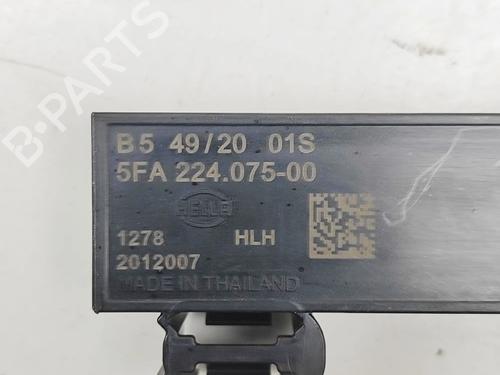 B5 49/20 01S
5FA 224.075-00
HELLA
1278 HLH
2012007
MADE IN THAILAND
B-PARTS